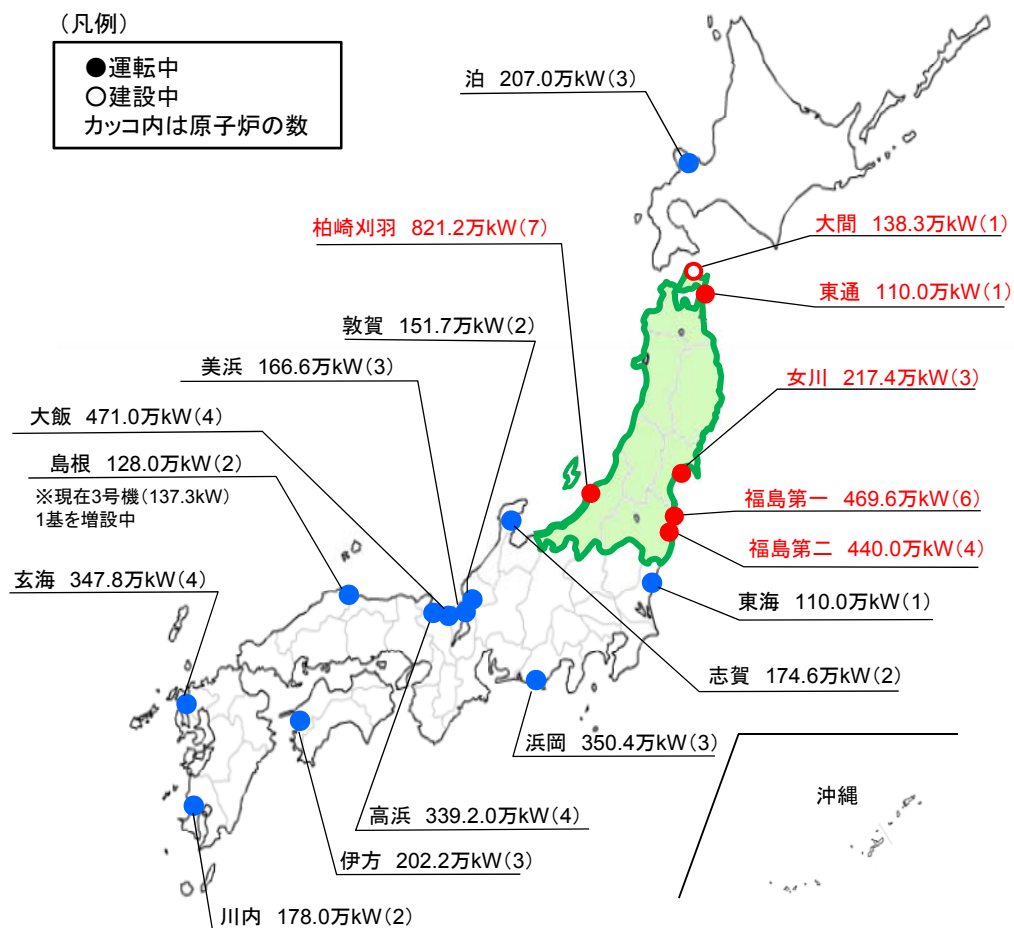 (凡例)
●運転中
○建設中
カッコ内は原子炉の数
泊 207.0万kW(3)
柏崎刈羽 821.2万kW(7)
大間 138.3万kW(1)
東通 110.0万kW(1)
敦賀 151.7万kW(2)
美浜 166.6万kW(3)
女川 217.4万kW(3)
大飯 471.0万kW(4)
島根 128.0万kW(2)
※現在3号機(137.3kW)
1基を増設中
福島第一 469.6万kW(6)
福島第二 440.0万kW(4)
玄海 347.8万kW(4)
東海 110.0万kW(1)
志賀 174.6万kW(2)
浜岡 350.4万kW(3)
沖縄
高浜 339.2.0万kW(4)
伊方 202.2万kW(3)
川内 178.0万kW(2)